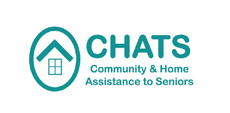 CHATS
Community & Home
Assistance to Seniors